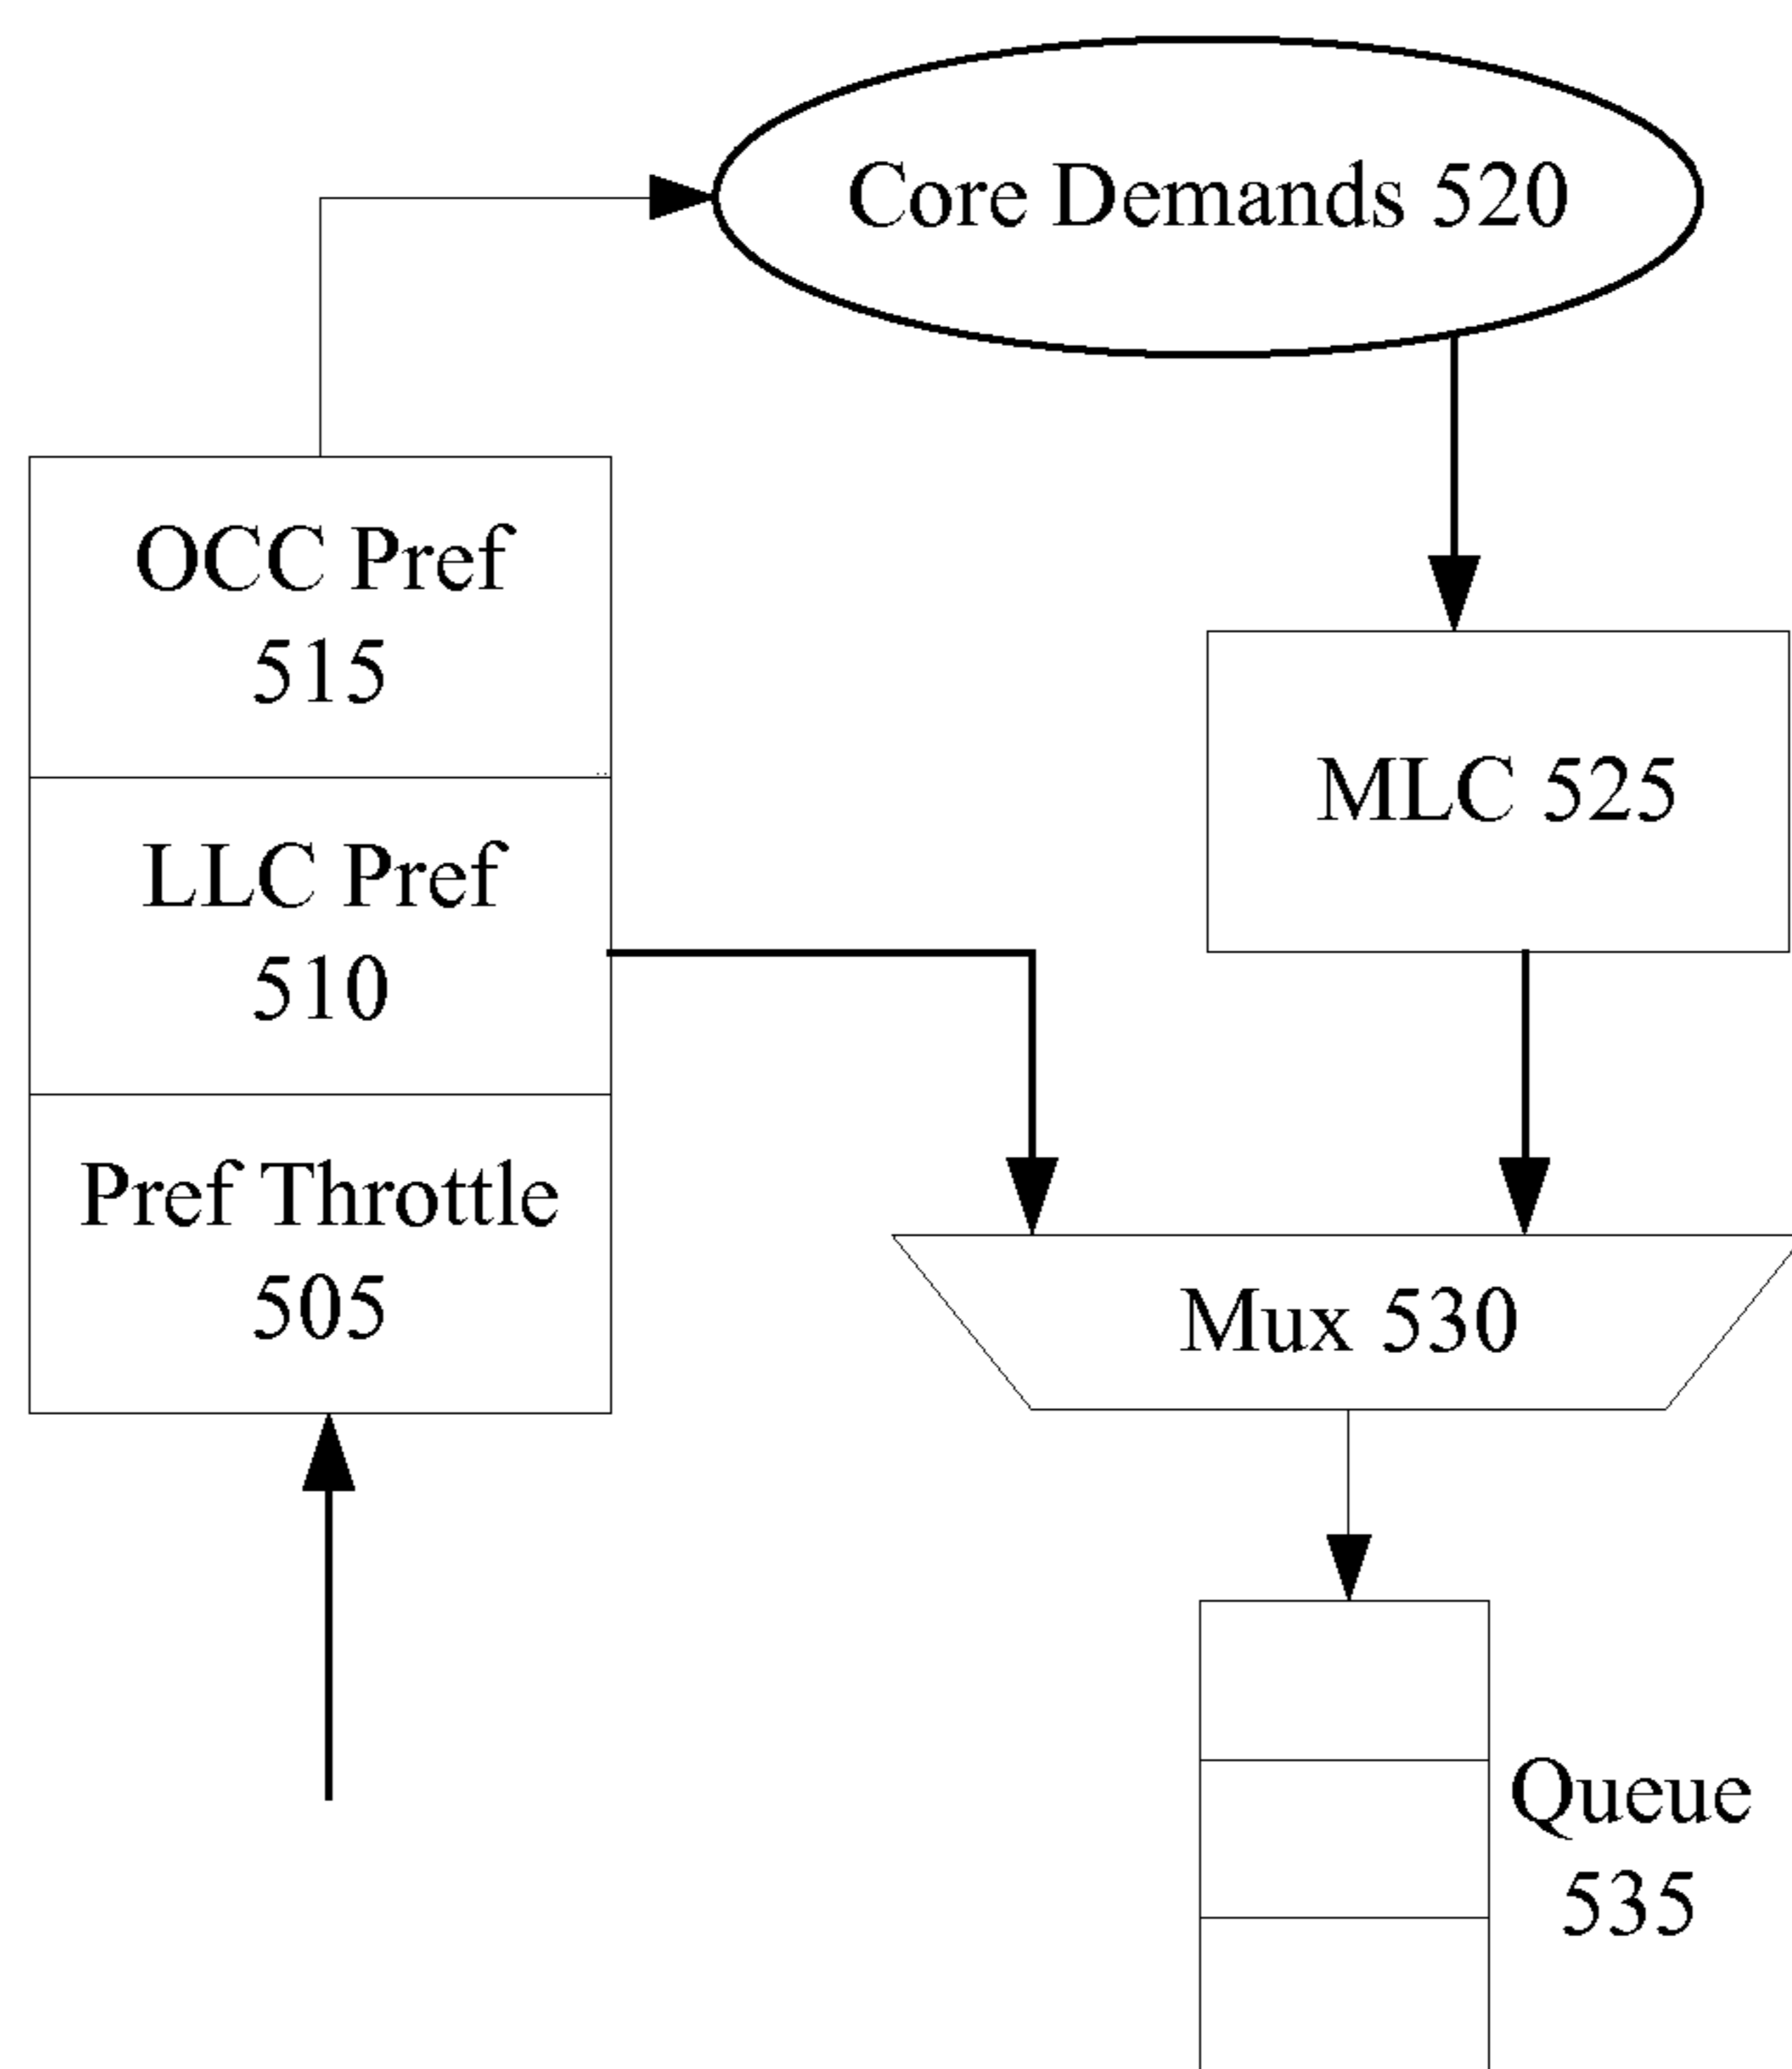 Core Demands 520
OCC Pref
515
MLC 525
LLC Pref
510
Pref Throttle
505
Mux 530
Queue
535